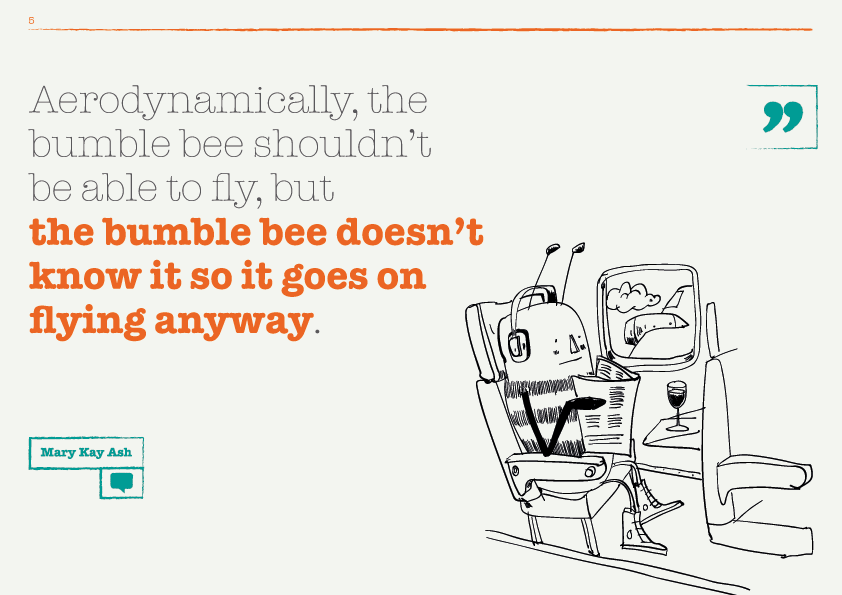 5
Aerodynamically, the
bumble bee shouldn’t
be able to fly, but
the bumble bee doesn’t
know it so it goes on
flying anyway.
”
Mary Kay Ash